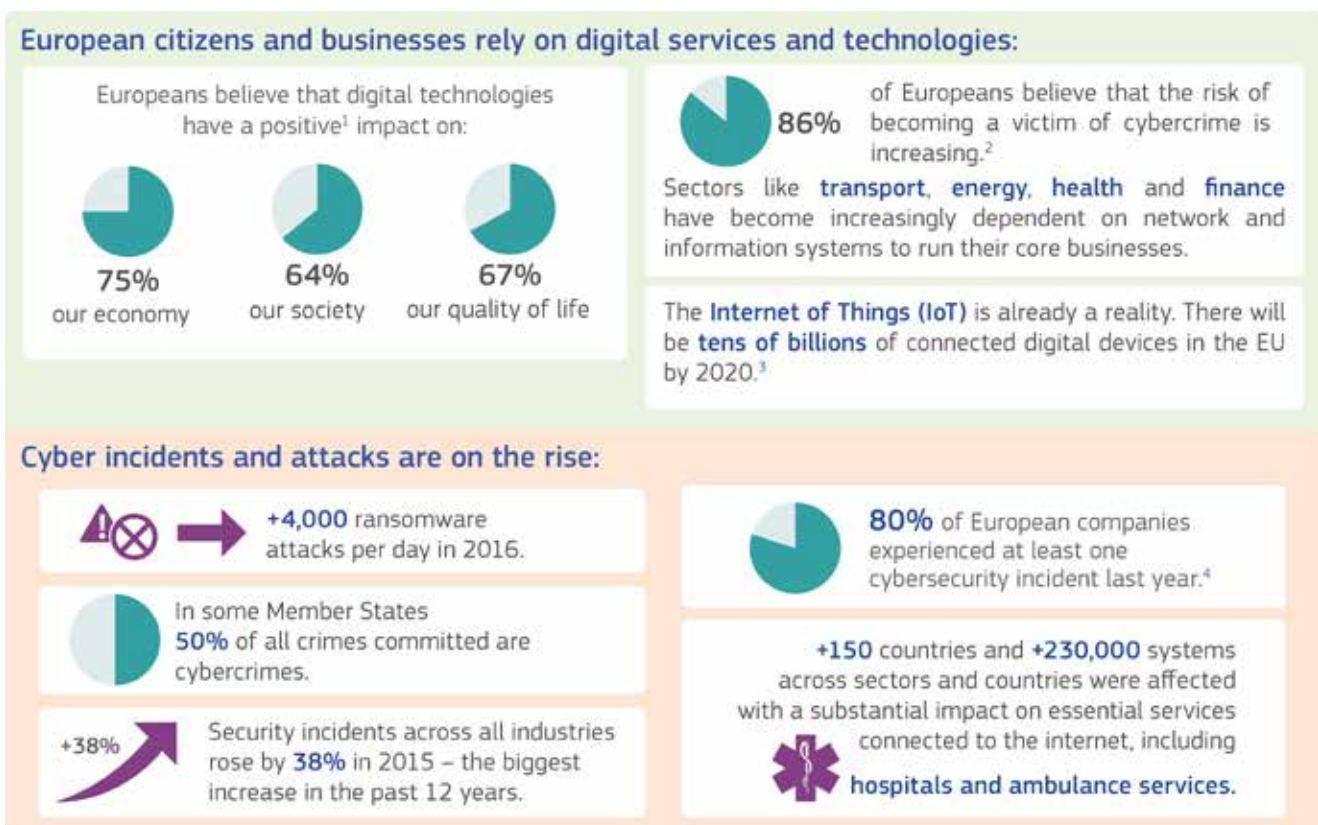 European citizens and businesses rely on digital services and technologies:
Europeans believe that digital technologies
have a positive¹ impact on:
75%
our economy
64%
our society
67%
our quality of life
86%
of Europeans believe that the risk of
becoming a victim of cybercrime is
increasing.²
Sectors like transport, energy, health and finance
have become increasingly dependent on network and
information systems to run their core businesses.
The Internet of Things (IoT) is already a reality. There will
be tens of billions of connected digital devices in the EU
by 2020.³
Cyber incidents and attacks are on the rise:
+4,000 ransomware
attacks per day in 2016.
In some Member States
50% of all crimes committed are
cybercrimes.
+38%
Security incidents across all industries
rose by 38% in 2015 – the biggest
increase in the past 12 years.
80% of European companies
experienced at least one
cybersecurity incident last year.⁴
+150 countries and +230,000 systems
across sectors and countries were affected
with a substantial impact on essential services
connected to the internet, including
hospitals and ambulance services.